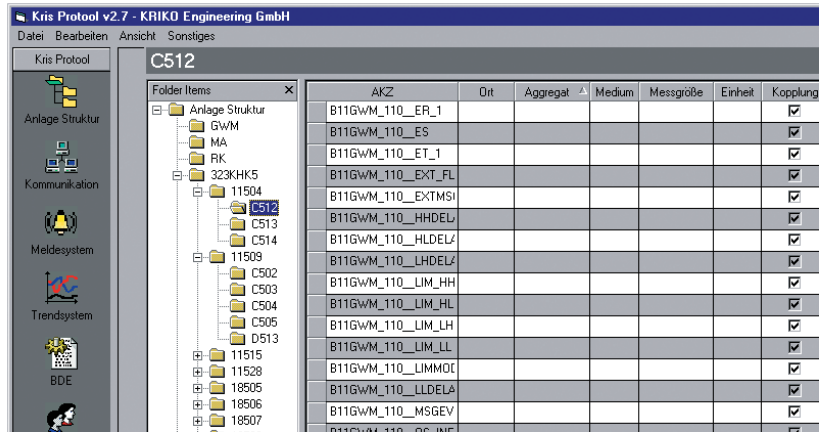 Kris Protool v2.7 - KRIKO Engineering GmbH
Datei Bearbeiten Ansicht Sonstiges
Kris Protool
C512
Anlage Struktur
Kommunikation
Meldesystem
Trendsystem
BDE
Folder Items
Anlage Struktur
GWM
MA
RK
323KHK5
11504
C512
C513
C514
11509
C502
C503
C504
C505
D513
11515
11528
18505
18506
18507
AKZ Ort Aggregat Medium Messgröße Einheit Kopplung
B11GWM_110__ER_1
B11GWM_110__ES
B11GWM_110__ET_1
B11GWM_110__EXT_FL
B11GWM_110__EXTMS
B11GWM_110__HHDEL
B11GWM_110__HLDEL
B11GWM_110__LHDEL
B11GWM_110__LIM_HH
B11GWM_110__LIM_HL
B11GWM_110__LIM_LH
B11GWM_110__LIM_LL
B11GWM_110__LIMMO
B11GWM_110__LLDELA
B11GWM_110__MSGEV